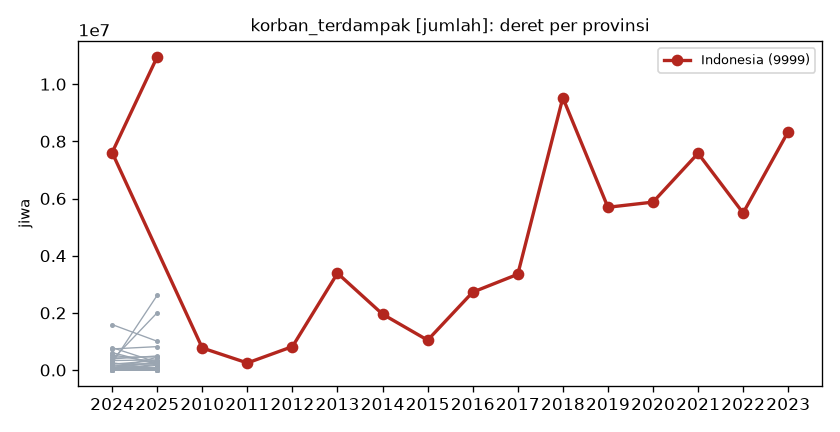 korban_terdampak [jumlah]: deret per provinsi
1e7
Indonesia (9999)
1.0
0.8
0.6
0.4
0.2
0.0
jiwa
2024 2025 2010 2011 2012 2013 2014 2015 2016 2017 2018 2019 2020 2021 2022 2023